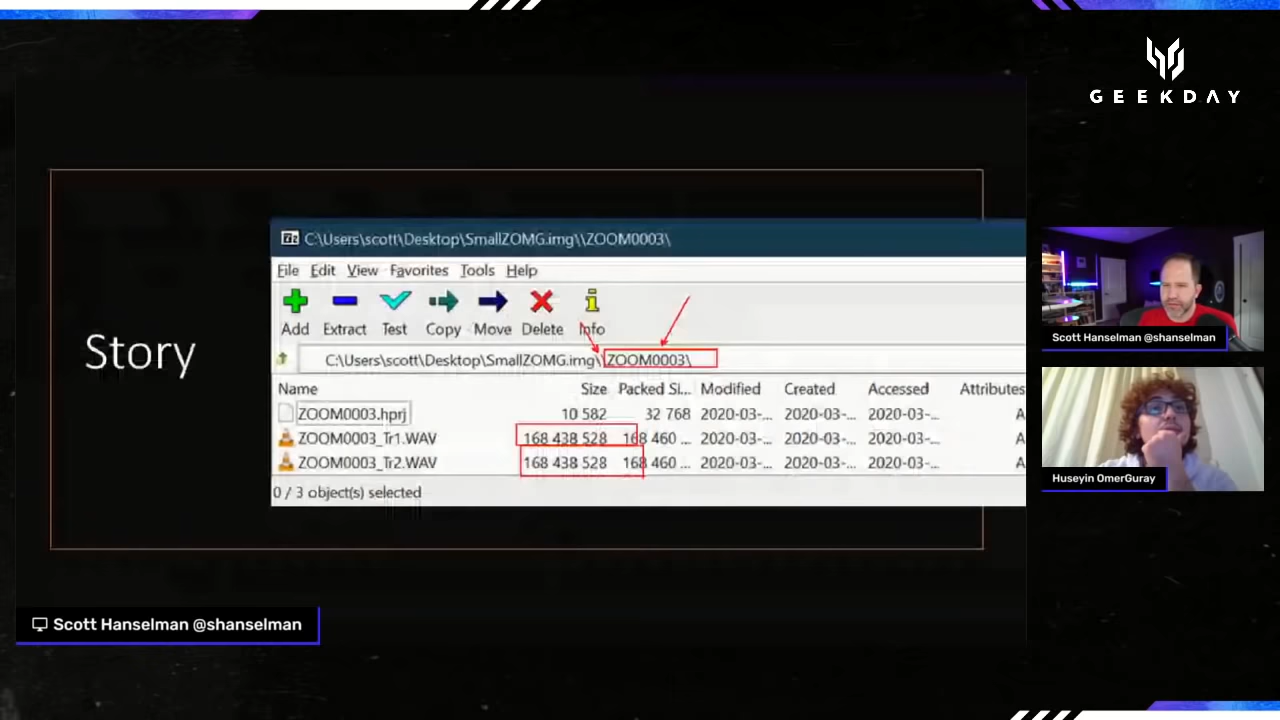 GEEKDAY
Story
7z C:\Users\scott\Desktop\SmallZOMG.img\\ZOOM0003\
File Edit View Favorites Tools Help
Add Extract Test Copy Move Delete Info
C:\Users\scott\Desktop\SmallZOMG.img\\ZOOM0003\
Name Size Packed Si... Modified Created Accessed Attributes
ZOOM0003.hprj 10 582 32 768 2020-03-... 2020-03-... 2020-03-... A
ZOOM0003_Tr1.WAV 168 438 528 168 460 ... 2020-03-... 2020-03-... 2020-03-... A
ZOOM0003_Tr2.WAV 168 438 528 168 460 ... 2020-03-... 2020-03-... 2020-03-... A
0 / 3 object(s) selected
Scott Hanselman @shanselman
Huseyin OmerGuray
Scott Hanselman @shanselman